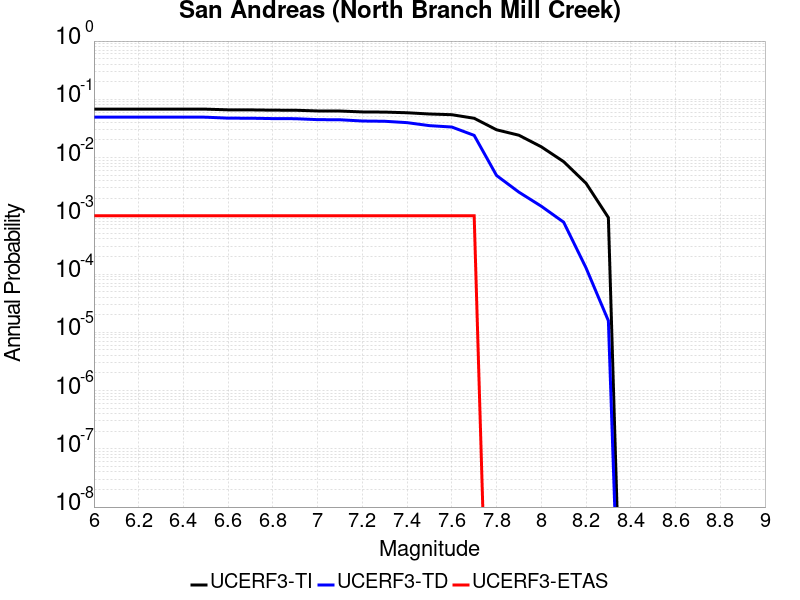 San Andreas (North Branch Mill Creek)
10^0
10^-1
10^-2
10^-3
10^-4
10^-5
10^-6
10^-7
10^-8
Annual Probability
6 6.2 6.4 6.6 6.8 7 7.2 7.4 7.6 7.8 8 8.2 8.4 8.6 8.8 9
Magnitude
UCERF3-TI UCERF3-TD UCERF3-ETAS